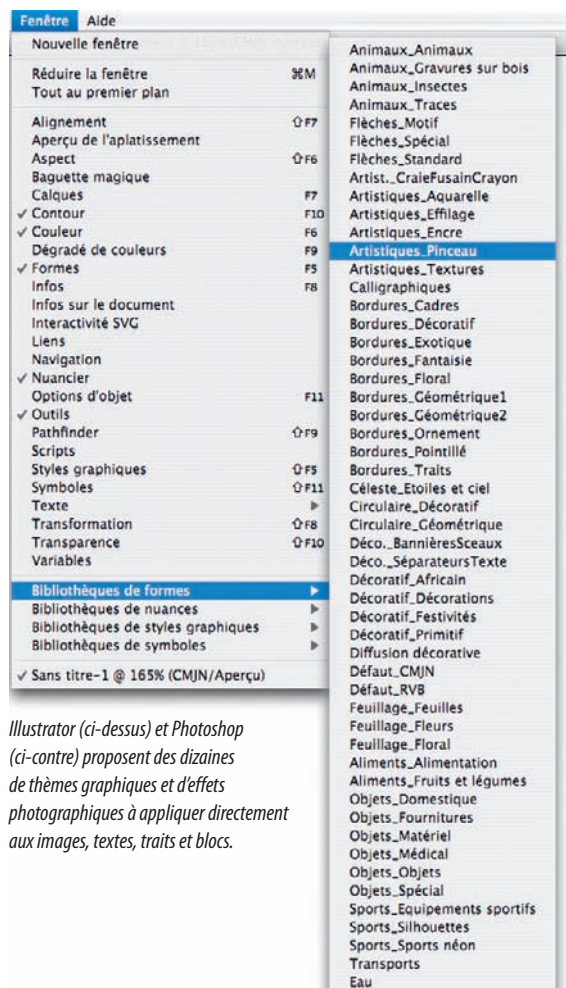 Fenêtre Aide
Nouvelle fenêtre
Réduire la fenêtre ⌘M
Tout au premier plan
Alignement ⇧F7
Aperçu de l'aplatissement
Aspect ⇧F6
Baguette magique
Calques F7
✓ Contour F10
✓ Couleur F6
Dégradé de couleurs F9
✓ Formes F5
Infos F8
Infos sur le document
Interactivité SVG
Liens
Navigation
✓ Nuancier
Options d'objet F11
✓ Outils
Pathfinder ⇧F9
Scripts
Styles graphiques ⇧F5
Symboles ⇧F11
Texte
Transformation ⇧F8
Transparence ⇧F10
Variables
Bibliothèques de formes
Bibliothèques de nuances
Bibliothèques de styles graphiques
Bibliothèques de symboles
✓ Sans titre-1 @ 165% (CMJN/Aperçu)
Animaux_Animaux
Animaux_Gravures sur bois
Animaux_Insectes
Animaux_Traces
Flèches_Motif
Flèches_Spécial
Flèches_Standard
Artist._CraieFusainCrayon
Artistiques_Aquarelle
Artistiques_Effilage
Artistiques_Encre
Artistiques_Pinceau
Artistiques_Textures
Calligraphiques
Bordures_Cadres
Bordures_Décoratif
Bordures_Exotique
Bordures_Fantaisie
Bordures_Floral
Bordures_Géométrique1
Bordures_Géométrique2
Bordures_Ornement
Bordures_Pointillé
Bordures_Traits
Céleste_Etoiles et ciel
Circulaire_Décoratif
Circulaire_Géométrique
Déco._BannièresSceaux
Déco._SéparateursTexte
Décoratif_Africain
Décoratif_Décorations
Décoratif_Festivités
Décoratif_Primitif
Diffusion décorative
Défaut_CMJN
Défaut_RVB
Feuillage_Feuilles
Feuillage_Fleurs
Feuillage_Floral
Aliments_Alimentation
Aliments_Fruits et légumes
Objets_Domestique
Objets_Fournitures
Objets_Matériel
Objets_Médical
Objets_Objets
Objets_Spécial
Sports_Equipements sportifs
Sports_Silhouettes
Sports_Sports néon
Transports
Eau
Illustrator (ci-dessus) et Photoshop
(ci-contre) proposent des dizaines
de thèmes graphiques et d'effets
photographiques à appliquer directement
aux images, textes, traits et blocs.